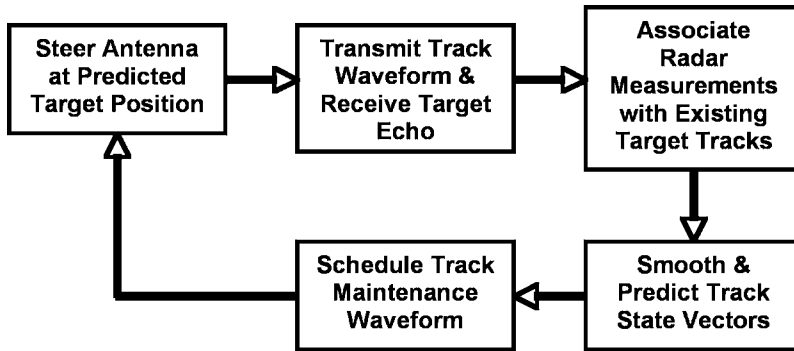 Steer Antenna
at Predicted
Target Position
Transmit Track
Waveform &
Receive Target
Echo
Associate
Radar
Measurements
with Existing
Target Tracks
Smooth &
Predict Track
State Vectors
Schedule Track
Maintenance
Waveform